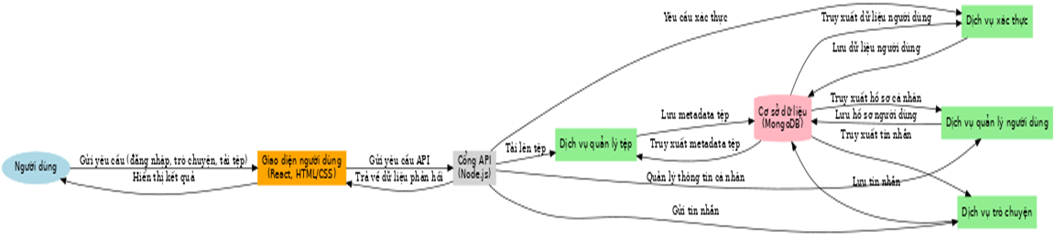 Yêu cầu xác thực
Truy xuất dữ liệu người dùng
Dịch vụ xác thực
Lưu dữ liệu người dùng
Truy xuất hồ sơ cá nhân
Cơ sở dữ liệu
(MongoDB)
Lưu metadata tệp
Lưu hồ sơ người dùng
Dịch vụ quản lý người dùng
Truy xuất tin nhắn
Dịch vụ quản lý tệp
Truy xuất metadata tệp
Tải lên tệp
Người dùng
Gửi yêu cầu (đăng nhập, trò chuyện, tải tệp)
Hiển thị kết quả
Giao diện người dùng
(React, HTML/CSS)
Gửi yêu cầu API
Trả về dữ liệu phản hồi
Cổng API
(Node.js)
Quản lý thông tin cá nhân
Lưu tin nhắn
Gửi tin nhắn
Dịch vụ trò chuyện